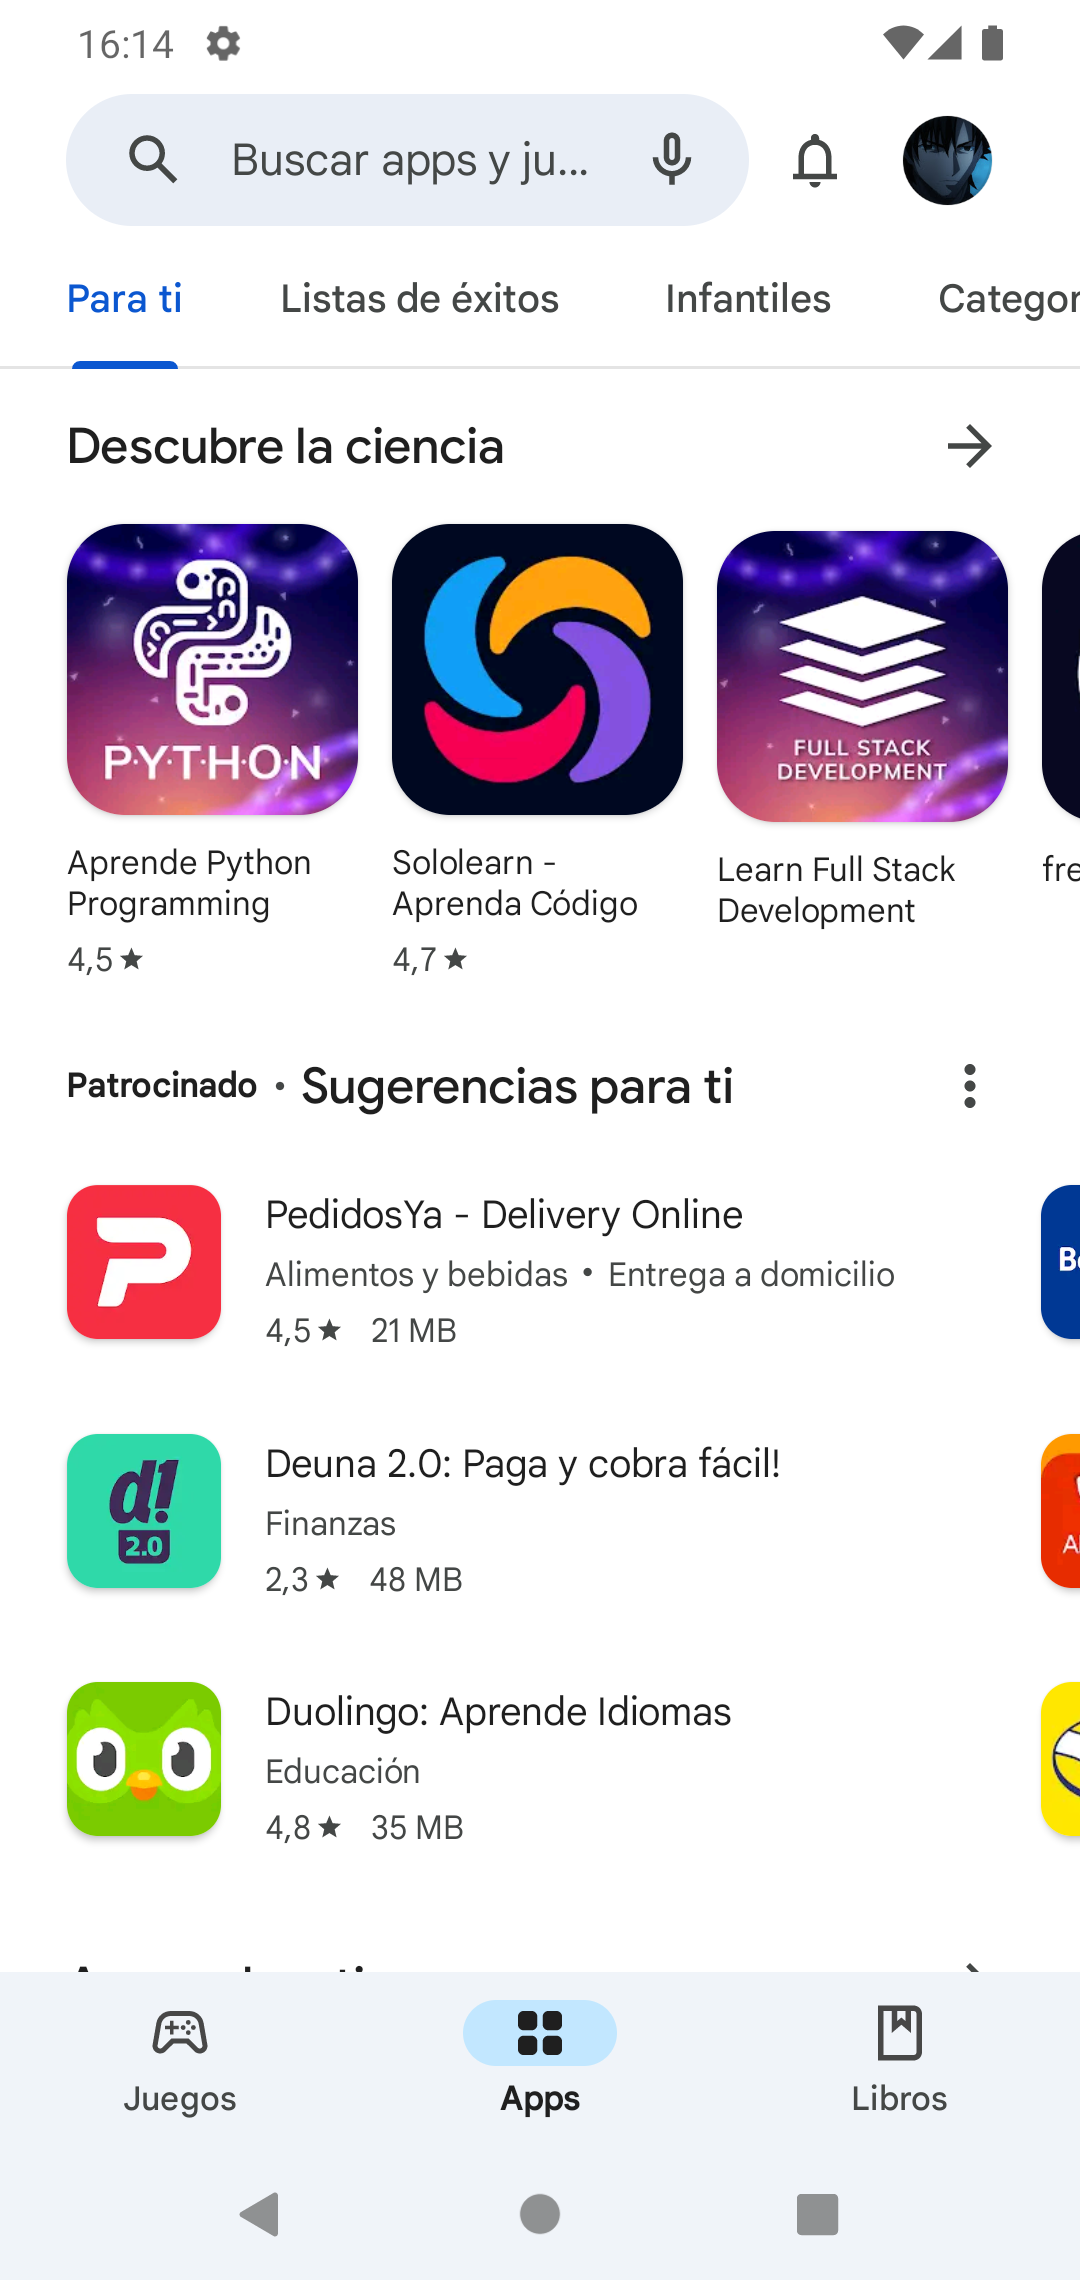 16:14
Buscar apps y ju...
Para ti
Listas de éxitos
Infantiles
Categor
Descubre la ciencia
P·Y·T·H·O·N
FULL STACK
DEVELOPMENT
Aprende Python
Programming
4,5 ★
Sololearn -
Aprenda Código
4,7 ★
Learn Full Stack
Development
fre
Patrocinado • Sugerencias para ti
PedidosYa - Delivery Online
Alimentos y bebidas • Entrega a domicilio
4,5 ★ 21 MB
d!
2.0
Deuna 2.0: Paga y cobra fácil!
Finanzas
2,3 ★ 48 MB
Duolingo: Aprende Idiomas
Educación
4,8 ★ 35 MB
Juegos
Apps
Libros